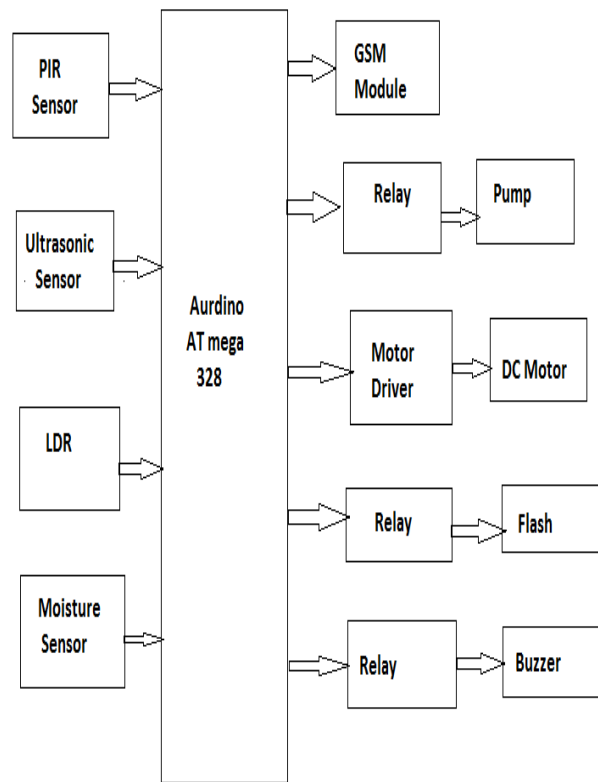 PIR
Sensor
Ultrasonic
Sensor
LDR
Moisture
Sensor
Aurdino
AT mega
328
GSM
Module
Relay
Pump
Motor
Driver
DC Motor
Relay
Flash
Relay
Buzzer